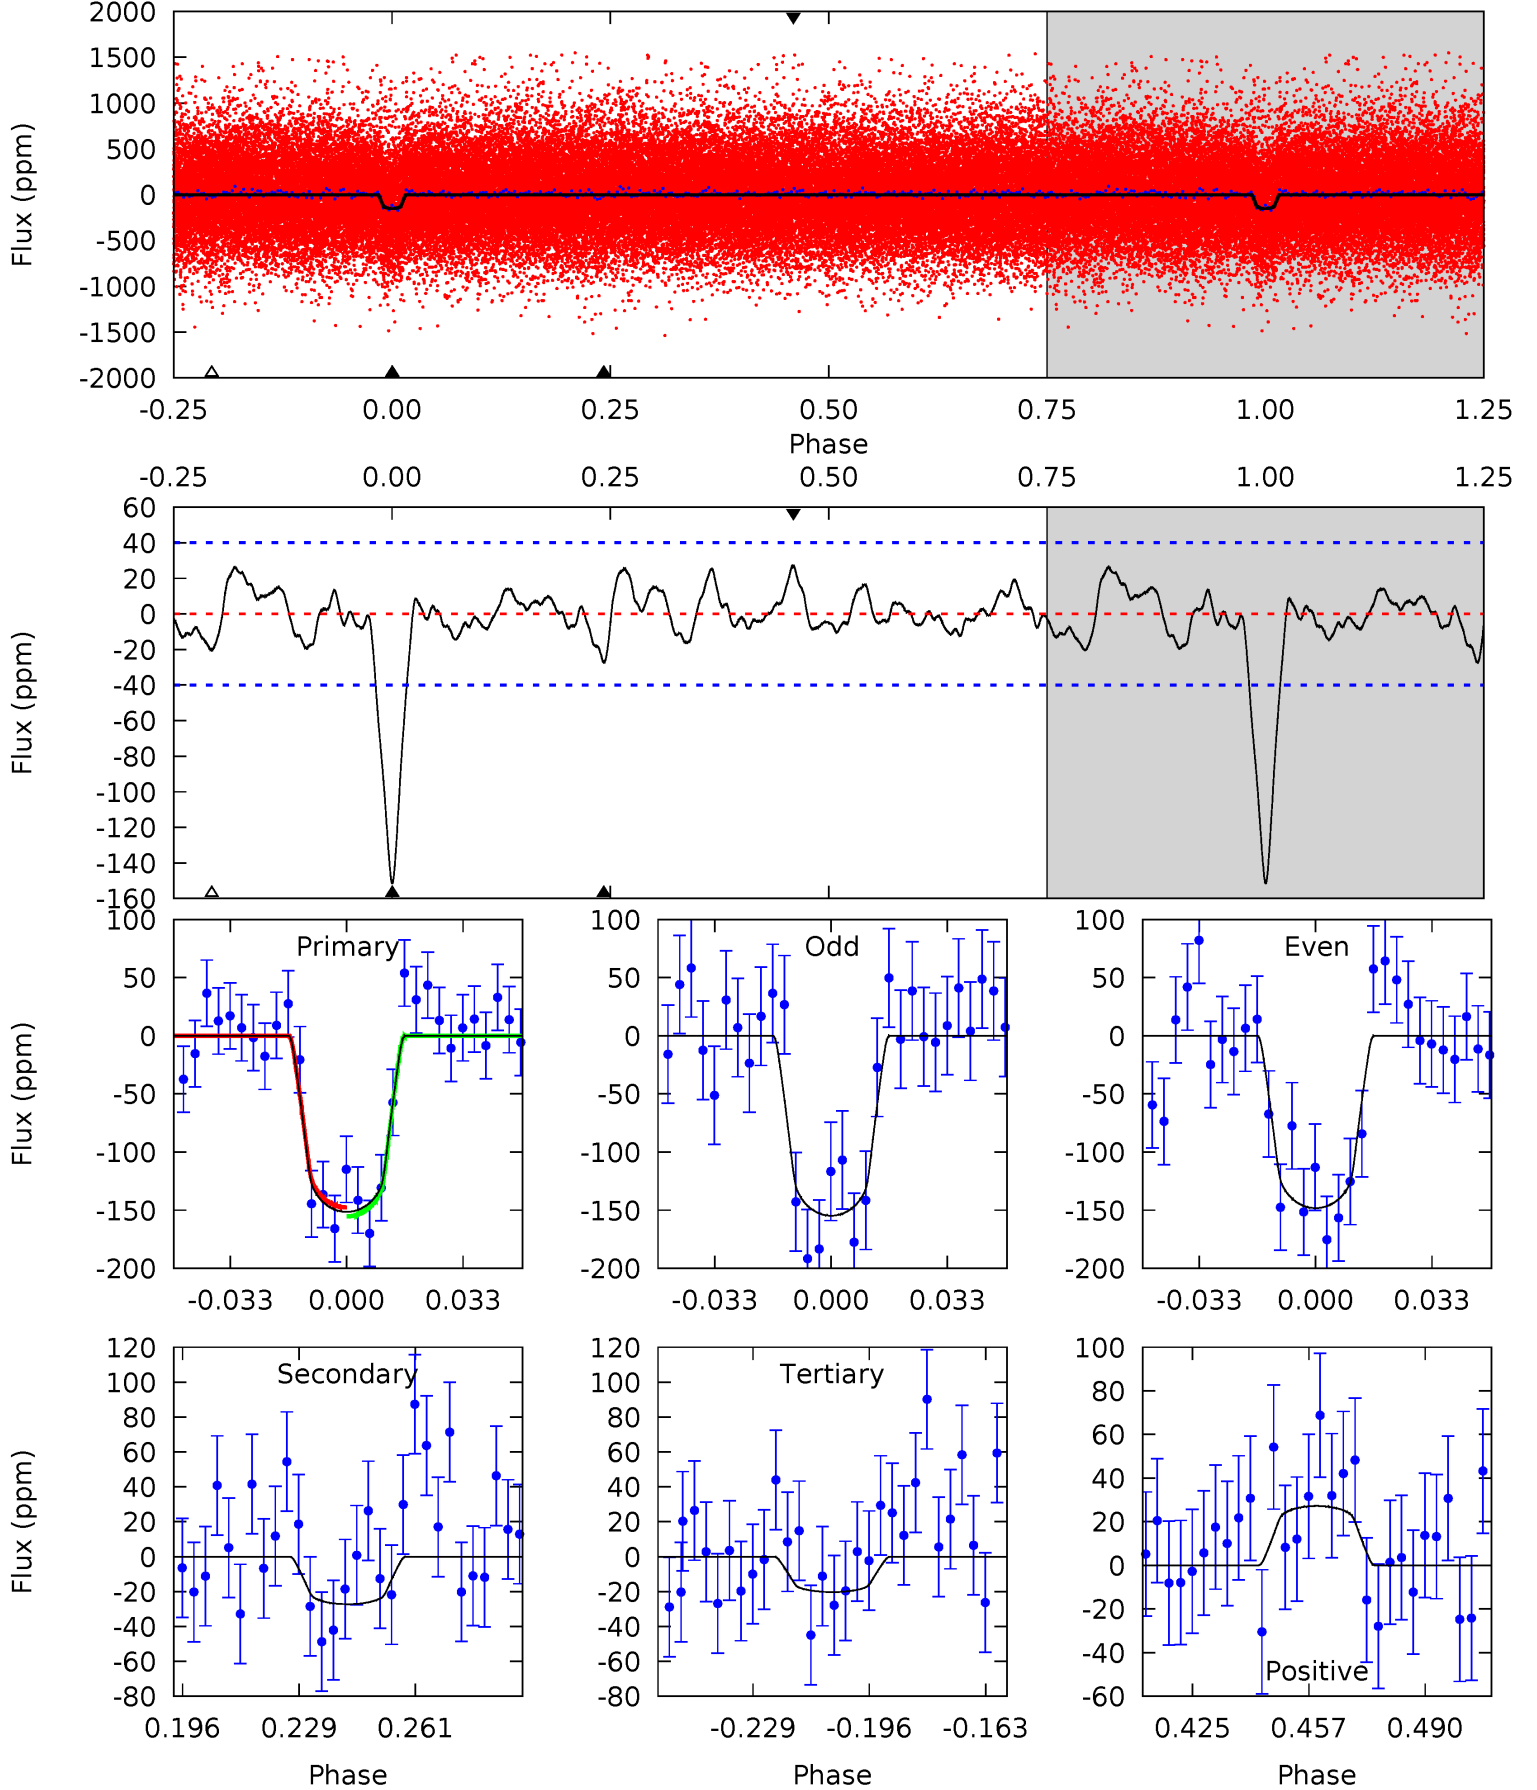 2000
1500
1000
500
0
-500
-1000
-1500
-2000
Flux (ppm)
-0.25 0.00 0.25 0.50 0.75 1.00 1.25
Phase
-0.25 0.00 0.25 0.50 0.75 1.00 1.25
60
40
20
0
-20
-40
-60
-80
-100
-120
-140
-160
Flux (ppm)
Primary Odd Even
100 100 100
50 50 50
0 0 0
-50 -50 -50
-100 -100 -100
-150 -150 -150
-200 -200 -200
Flux (ppm)
-0.033 0.000 0.033 -0.033 0.000 0.033 -0.033 0.000 0.033
120 120 100
Secondary Tertiary
100 100 80
80 80 60
60 60 40
40 40 20
20 20 0
0 0 -20
-20 -20 -40
-40 -40 -60
-60 -60
-80 -80
Positive
Flux (ppm)
0.196 0.229 0.261 -0.229 -0.196 -0.163 0.425 0.457 0.490
Phase Phase Phase